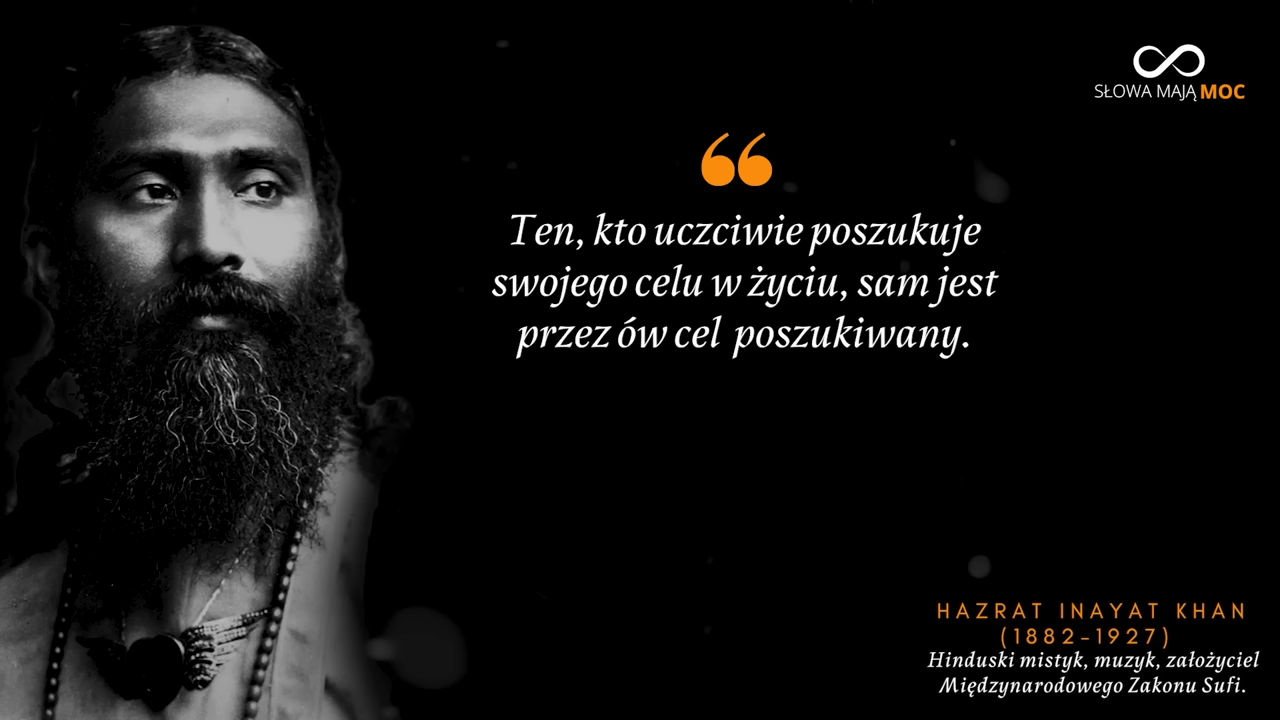 SŁOWA MAJĄ MOC
Ten, kto uczciwie poszukuje
swojego celu w życiu, sam jest
przez ów cel poszukiwany.
HAZRAT INAYAT KHAN
(1882-1927)
Hinduski mistyk, muzyk, założyciel
Międzynarodowego Zakonu Sufi.